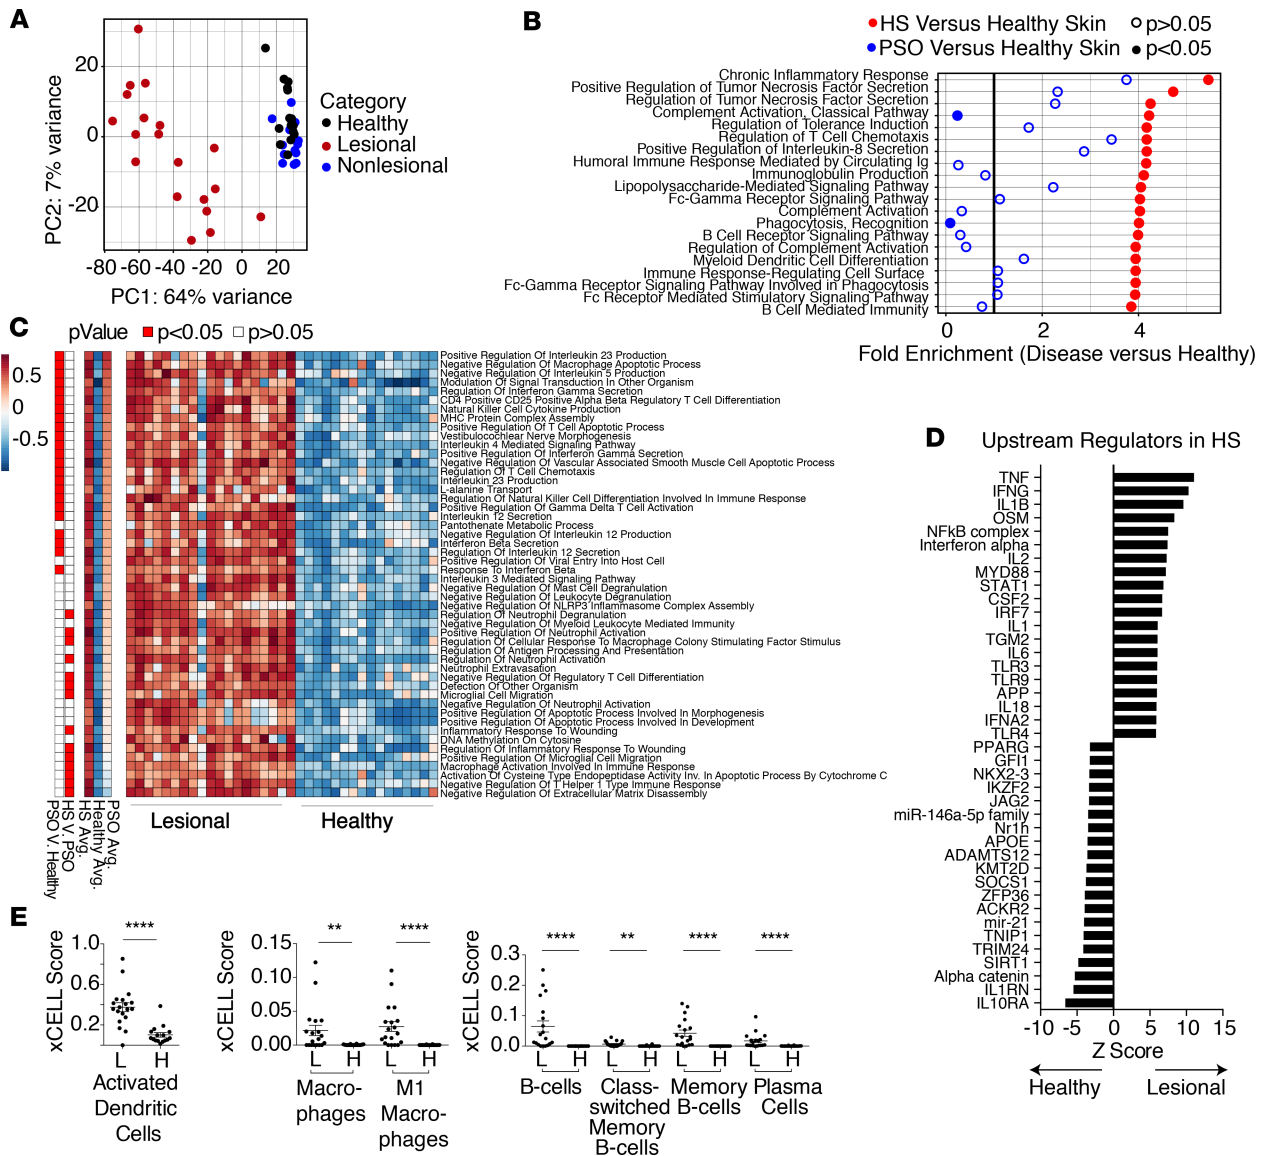 A
20
0
-20
PC2: 7% variance
-80 -60 -40 -20 0 20
PC1: 64% variance
Category
Healthy
Lesional
Nonlesional
B
HS Versus Healthy Skin
p>0.05
PSO Versus Healthy Skin
p<0.05
Chronic Inflammatory Response
Positive Regulation of Tumor Necrosis Factor Secretion
Regulation of Tumor Necrosis Factor Secretion
Complement Activation, Classical Pathway
Regulation of Tolerance Induction
Regulation of T Cell Chemotaxis
Positive Regulation of Interleukin-8 Secretion
Humoral Immune Response Mediated by Circulating Ig
Immunoglobulin Production
Lipopolysaccharide-Mediated Signaling Pathway
Fc-Gamma Receptor Signaling Pathway
Complement Activation
Phagocytosis, Recognition
B Cell Receptor Signaling Pathway
Regulation of Complement Activation
Myeloid Dendritic Cell Differentiation
Immune Response-Regulating Cell Surface
Fc-Gamma Receptor Signaling Pathway Involved in Phagocytosis
Fc Receptor Mediated Stimulatory Signaling Pathway
B Cell Mediated Immunity
0 2 4
Fold Enrichment (Disease versus Healthy)
C
pValue p<0.05 p>0.05
0.5
0
-0.5
Positive Regulation Of Interleukin 23 Production
Negative Regulation Of Macrophage Apoptotic Process
Negative Regulation Of Interleukin 5 Production
Modulation Of Signal Transduction In Other Organism
Regulation Of Interferon Gamma Secretion
CD4 Positive CD25 Positive Alpha Beta Regulatory T Cell Differentiation
Natural Killer Cell Cytokine Production
MHC Protein Complex Assembly
Positive Regulation Of T Cell Apoptotic Process
Vestibulocochlear Nerve Morphogenesis
Interleukin 4 Mediated Signaling Pathway
Positive Regulation Of Interferon Gamma Secretion
Negative Regulation Of Vascular Associated Smooth Muscle Cell Apoptotic Process
Regulation Of T Cell Chemotaxis
Interleukin 23 Production
L-alanine Transport
Regulation Of Natural Killer Cell Differentiation Involved In Immune Response
Positive Regulation Of Gamma Delta T Cell Activation
Interleukin 12 Secretion
Pantothenate Metabolic Process
Negative Regulation Of Interleukin 12 Production
Interferon Beta Secretion
Regulation Of Interleukin 12 Secretion
Positive Regulation Of Viral Entry Into Host Cell
Response To Interferon Beta
Interleukin 3 Mediated Signaling Pathway
Negative Regulation Of Mast Cell Degranulation
Negative Regulation Of Leukocyte Degranulation
Negative Regulation Of NLRP3 Inflammasome Complex Assembly
Regulation Of Neutrophil Degranulation
Negative Regulation Of Myeloid Leukocyte Mediated Immunity
Positive Regulation Of Neutrophil Activation
Regulation Of Cellular Response To Macrophage Colony Stimulating Factor Stimulus
Regulation Of Antigen Processing And Presentation
Regulation Of Neutrophil Activation
Neutrophil Extravasation
Negative Regulation Of Regulatory T Cell Differentiation
Detection Of Other Organism
Microglial Cell Migration
Negative Regulation Of Neutrophil Activation
Positive Regulation Of Apoptotic Process Involved In Morphogenesis
Positive Regulation Of Apoptotic Process Involved In Development
Inflammatory Response To Wounding
DNA Methylation On Cytosine
Regulation Of Inflammatory Response To Wounding
Positive Regulation Of Microglial Cell Migration
Macrophage Activation Involved In Immune Response
Activation Of Cysteine Type Endopeptidase Activity Inv. In Apoptotic Process By Cytochrome C
Negative Regulation Of T Helper 1 Type Immune Response
Negative Regulation Of Extracellular Matrix Disassembly
PSO V. Healthy
HS V. PSO
HS Avg.
Healthy Avg.
PSO Avg.
Lesional
Healthy
D
Upstream Regulators in HS
TNF
IFNG
IL1B
OSM
NFkB complex
Interferon alpha
IL2
MYD88
STAT1
CSF2
IRF7
IL1
TGM2
IL6
TLR3
TLR9
APP
IL18
IFNA2
TLR4
PPARG
GFI1
NKX2-3
IKZF2
JAG2
miR-146a-5p family
Nr1h
APOE
ADAMTS12
KMT2D
SOCS1
ZFP36
ACKR2
mir-21
TNIP1
TRIM24
SIRT1
Alpha catenin
IL1RN
IL10RA
-10 -5 0 5 10 15
Z Score
Healthy
Lesional
E
xCELL Score
1.0
0.6
0.2
****
L H
Activated
Dendritic
Cells
xCELL Score
0.15
0.10
0.05
0.00
** ****
L H L H
Macro-
phages
M1
Macro-
phages
xCELL Score
0.3
0.2
0.1
0.0
**** ** **** ****
L H L H L H L H
B-cells
Class-
switched
Memory
B-cells
Memory
B-cells
Plasma
Cells